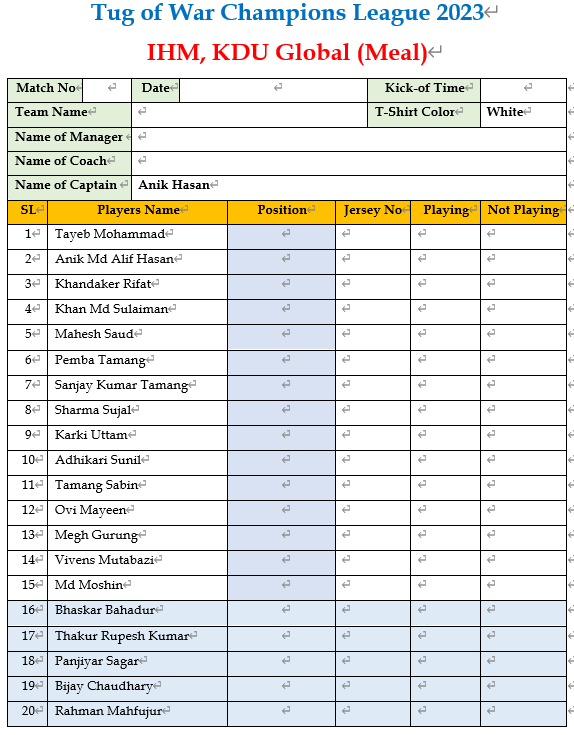 Tug of War Champions League 2023
IHM, KDU Global (Meal)
Match No Date Kick-of Time
Team Name T-Shirt Color White
Name of Manager
Name of Coach
Name of Captain Anik Hasan
SL Players Name Position Jersey No Playing Not Playing
1 Tayeb Mohammad
2 Anik Md Alif Hasan
3 Khandaker Rifat
4 Khan Md Sulaiman
5 Mahesh Saud
6 Pemba Tamang
7 Sanjay Kumar Tamang
8 Sharma Sujal
9 Karki Uttam
10 Adhikari Sunil
11 Tamang Sabin
12 Ovi Mayeen
13 Megh Gurung
14 Vivens Mutabazi
15 Md Moshin
16 Bhaskar Bahadur
17 Thakur Rupesh Kumar
18 Panjiyar Sagar
19 Bijay Chaudhary
20 Rahman Mahfujur